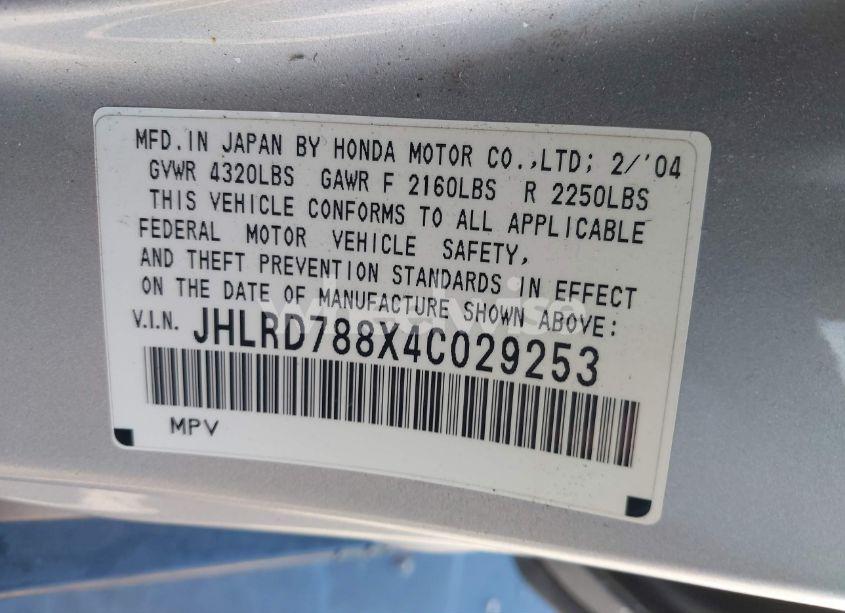 MFD. IN JAPAN BY HONDA MOTOR CO., LTD; 2/'04
GVWR 4320LBS GAWR F 2160LBS R 2250LBS
THIS VEHICLE CONFORMS TO ALL APPLICABLE
FEDERAL MOTOR VEHICLE SAFETY,
AND THEFT PREVENTION STANDARDS IN EFFECT
ON THE DATE OF MANUFACTURE SHOWN ABOVE:
V.I.N. JHLRD788X4C029253
MPV